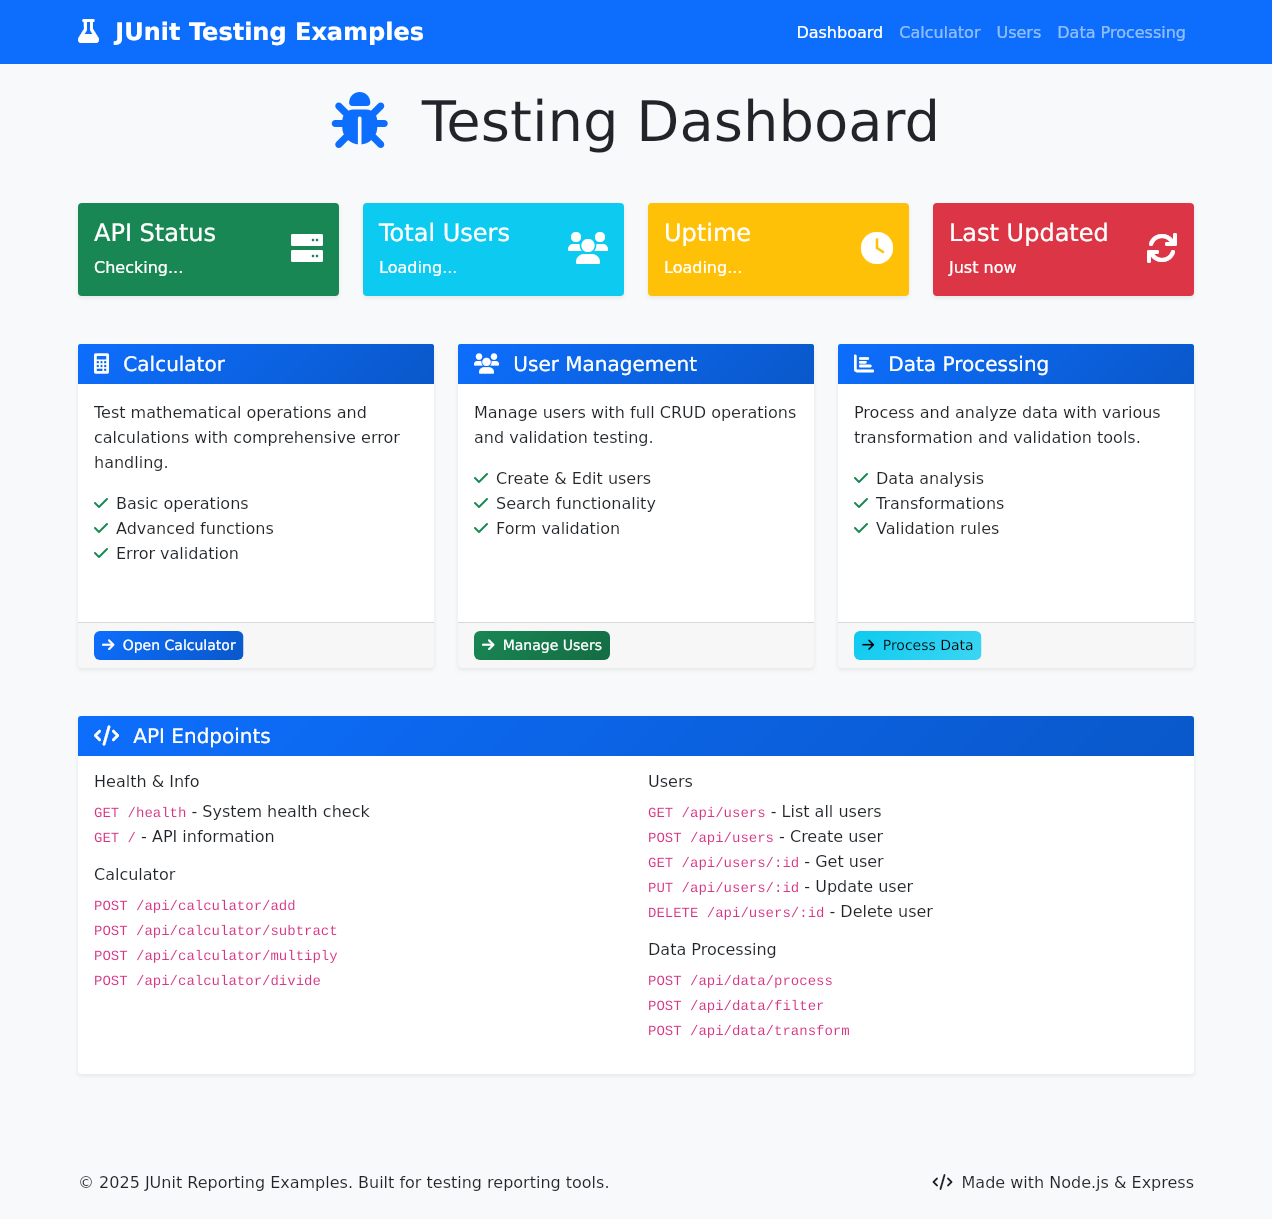 JUnit Testing Examples
Dashboard Calculator Users Data Processing
Testing Dashboard
API Status
Checking...
Total Users
Loading...
Uptime
Loading...
Last Updated
Just now
Calculator
Test mathematical operations and
calculations with comprehensive error
handling.
Basic operations
Advanced functions
Error validation
Open Calculator
User Management
Manage users with full CRUD operations
and validation testing.
Create & Edit users
Search functionality
Form validation
Manage Users
Data Processing
Process and analyze data with various
transformation and validation tools.
Data analysis
Transformations
Validation rules
Process Data
API Endpoints
Health & Info
GET /health - System health check
GET / - API information
Calculator
POST /api/calculator/add
POST /api/calculator/subtract
POST /api/calculator/multiply
POST /api/calculator/divide
Users
GET /api/users - List all users
POST /api/users - Create user
GET /api/users/:id - Get user
PUT /api/users/:id - Update user
DELETE /api/users/:id - Delete user
Data Processing
POST /api/data/process
POST /api/data/filter
POST /api/data/transform
© 2025 JUnit Reporting Examples. Built for testing reporting tools.
Made with Node.js & Express